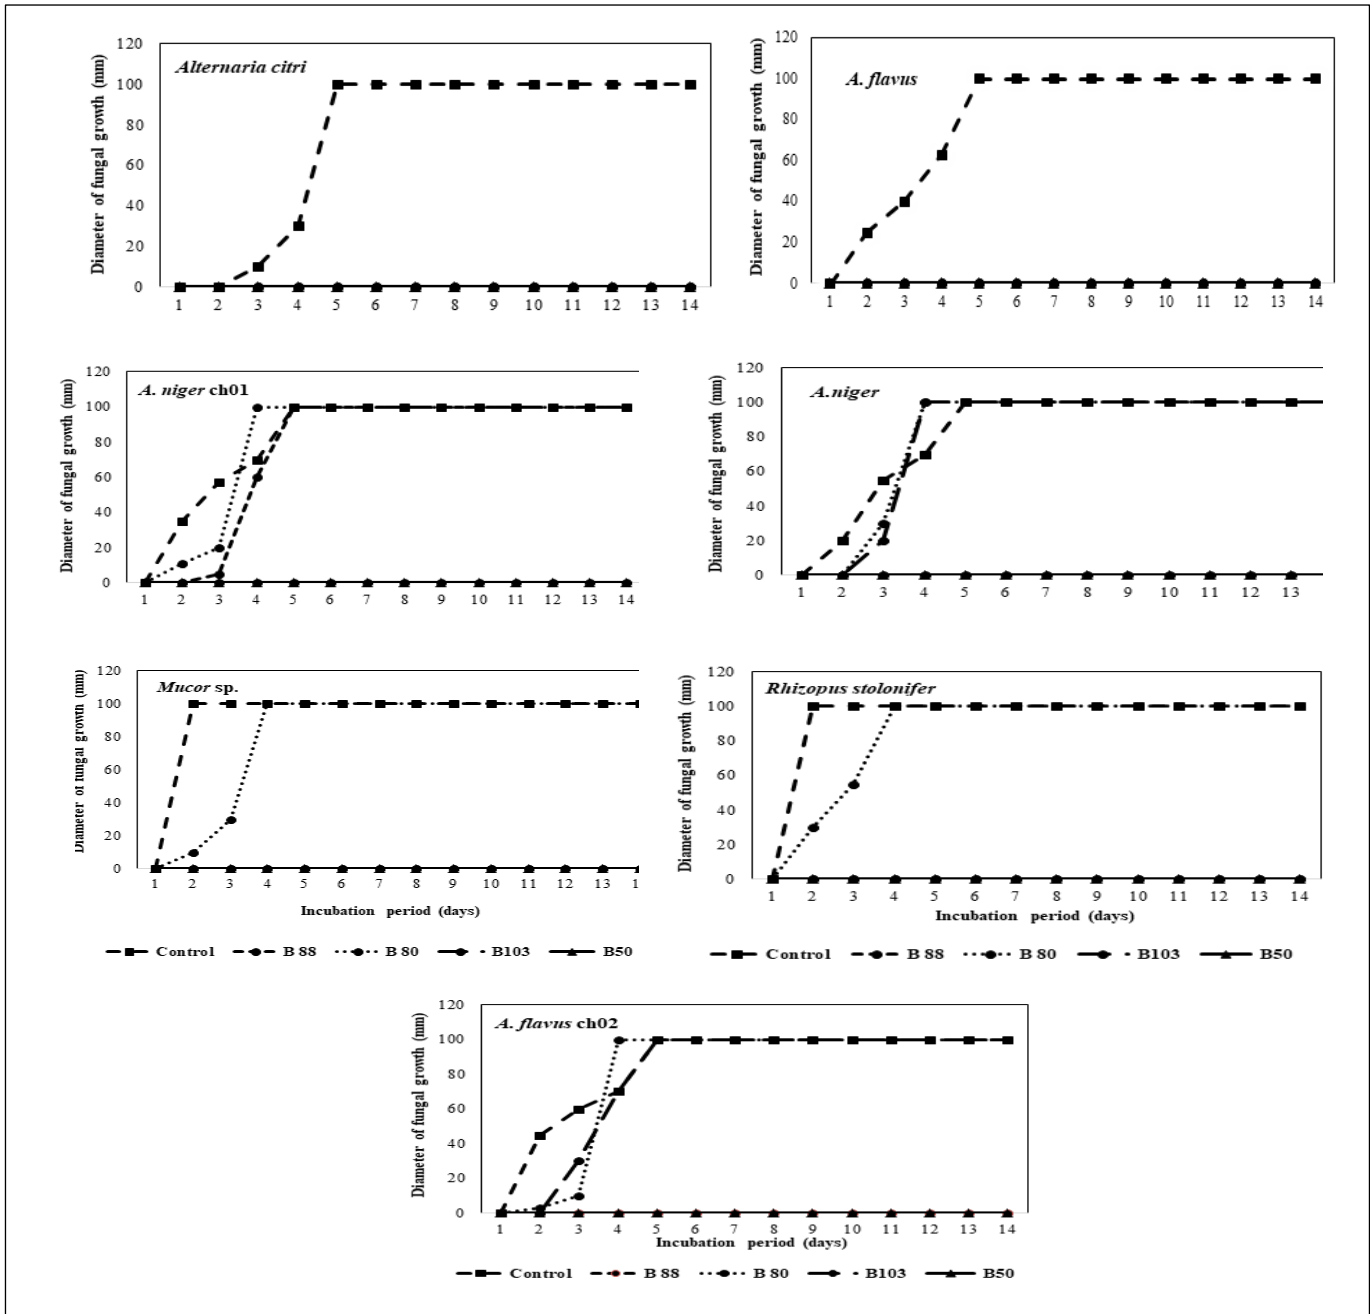 Alternaria citri
Diameter of fungal growth (mm)
120
100
80
60
40
20
0
1 2 3 4 5 6 7 8 9 10 11 12 13 14
A. flavus
Diameter of fungal growth (mm)
120
100
80
60
40
20
0
1 2 3 4 5 6 7 8 9 10 11 12 13 14
A. niger ch01
Diameter of fungal growth (mm)
120
100
80
60
40
20
0
1 2 3 4 5 6 7 8 9 10 11 12 13 14
A.niger
Diameter of fungal growth (mm)
120
100
80
60
40
20
0
1 2 3 4 5 6 7 8 9 10 11 12 13
Mucor sp.
Diameter of fungal growth (mm)
120
100
80
60
40
20
0
1 2 3 4 5 6 7 8 9 10 11 12 13
Incubation period (days)
Control B 88 B 80 B103 B50
Rhizopus stolonifer
Diameter of fungal growth (mm)
120
100
80
60
40
20
0
1 2 3 4 5 6 7 8 9 10 11 12 13 14
Incubation period (days)
Control B 88 B 80 B103 B50
A. flavus ch02
Diameter of fungal growth (mm)
120
100
80
60
40
20
0
1 2 3 4 5 6 7 8 9 10 11 12 13 14
Incubation period (days)
Control B 88 B 80 B103 B50